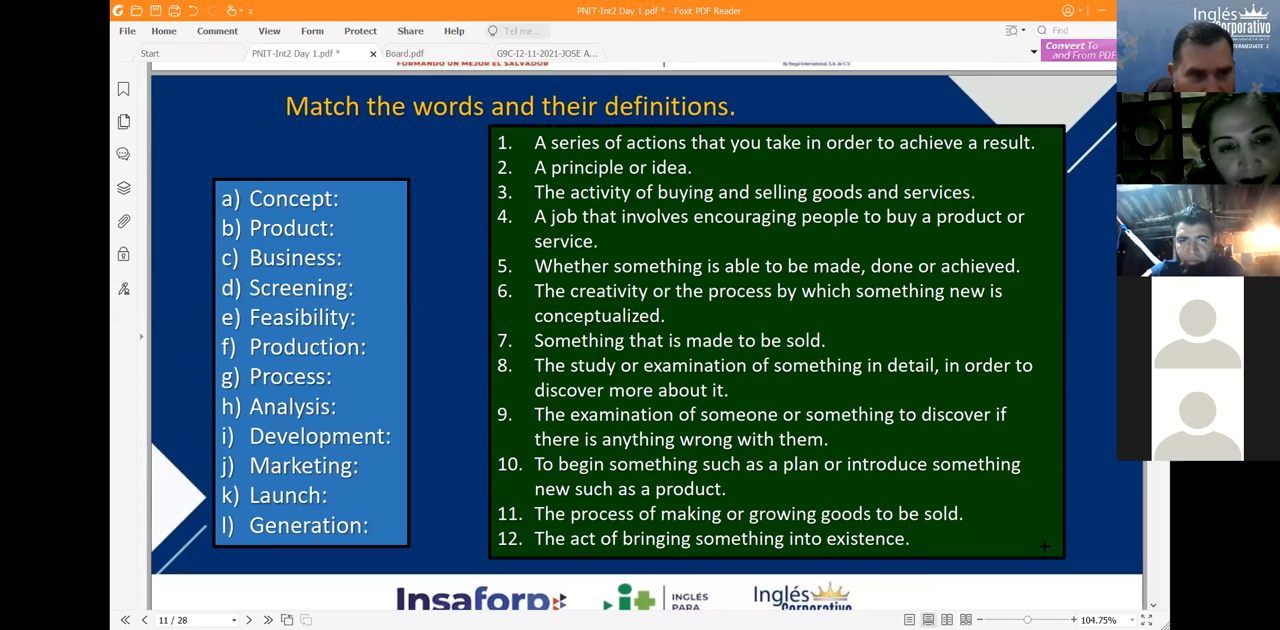 PNIT-Int2 Day 1.pdf * - Foxit PDF Reader
File Home Comment View Form Protect Share Help Tell me... Find
Start PNIT-Int2 Day 1.pdf * Board.pdf G9C-I2-11-2021-JOSE A...
Convert To
and From PDF
Inglés
Corporativo
INTERMEDIATE 2
FORMANDO UN MEJOR EL SALVADOR
By Regal International, S.A. de C.V.
Match the words and their definitions.
a) Concept:
b) Product:
c) Business:
d) Screening:
e) Feasibility:
f) Production:
g) Process:
h) Analysis:
i) Development:
j) Marketing:
k) Launch:
l) Generation:
1. A series of actions that you take in order to achieve a result.
2. A principle or idea.
3. The activity of buying and selling goods and services.
4. A job that involves encouraging people to buy a product or
service.
5. Whether something is able to be made, done or achieved.
6. The creativity or the process by which something new is
conceptualized.
7. Something that is made to be sold.
8. The study or examination of something in detail, in order to
discover more about it.
9. The examination of someone or something to discover if
there is anything wrong with them.
10. To begin something such as a plan or introduce something
new such as a product.
11. The process of making or growing goods to be sold.
12. The act of bringing something into existence.
Insaforp
it
INGLÉS
PARA
Inglés
Corporativo
11 / 28
104.75%